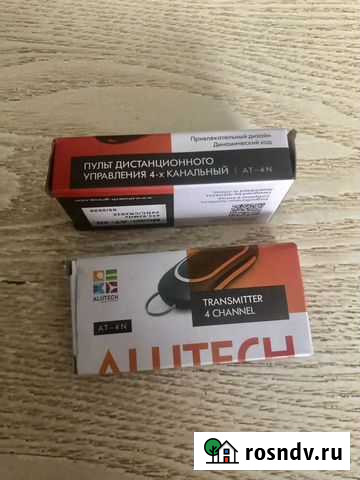 Привлекательный дизайн
Динамический код
ПУЛЬТ ДИСТАНЦИОННОГО
УПРАВЛЕНИЯ 4-х КАНАЛЬНЫЙ | AT-4N
ALUTECH
TRANSMITTER
4 CHANNEL
AT-4N
ALUTECH
rosndv.ru